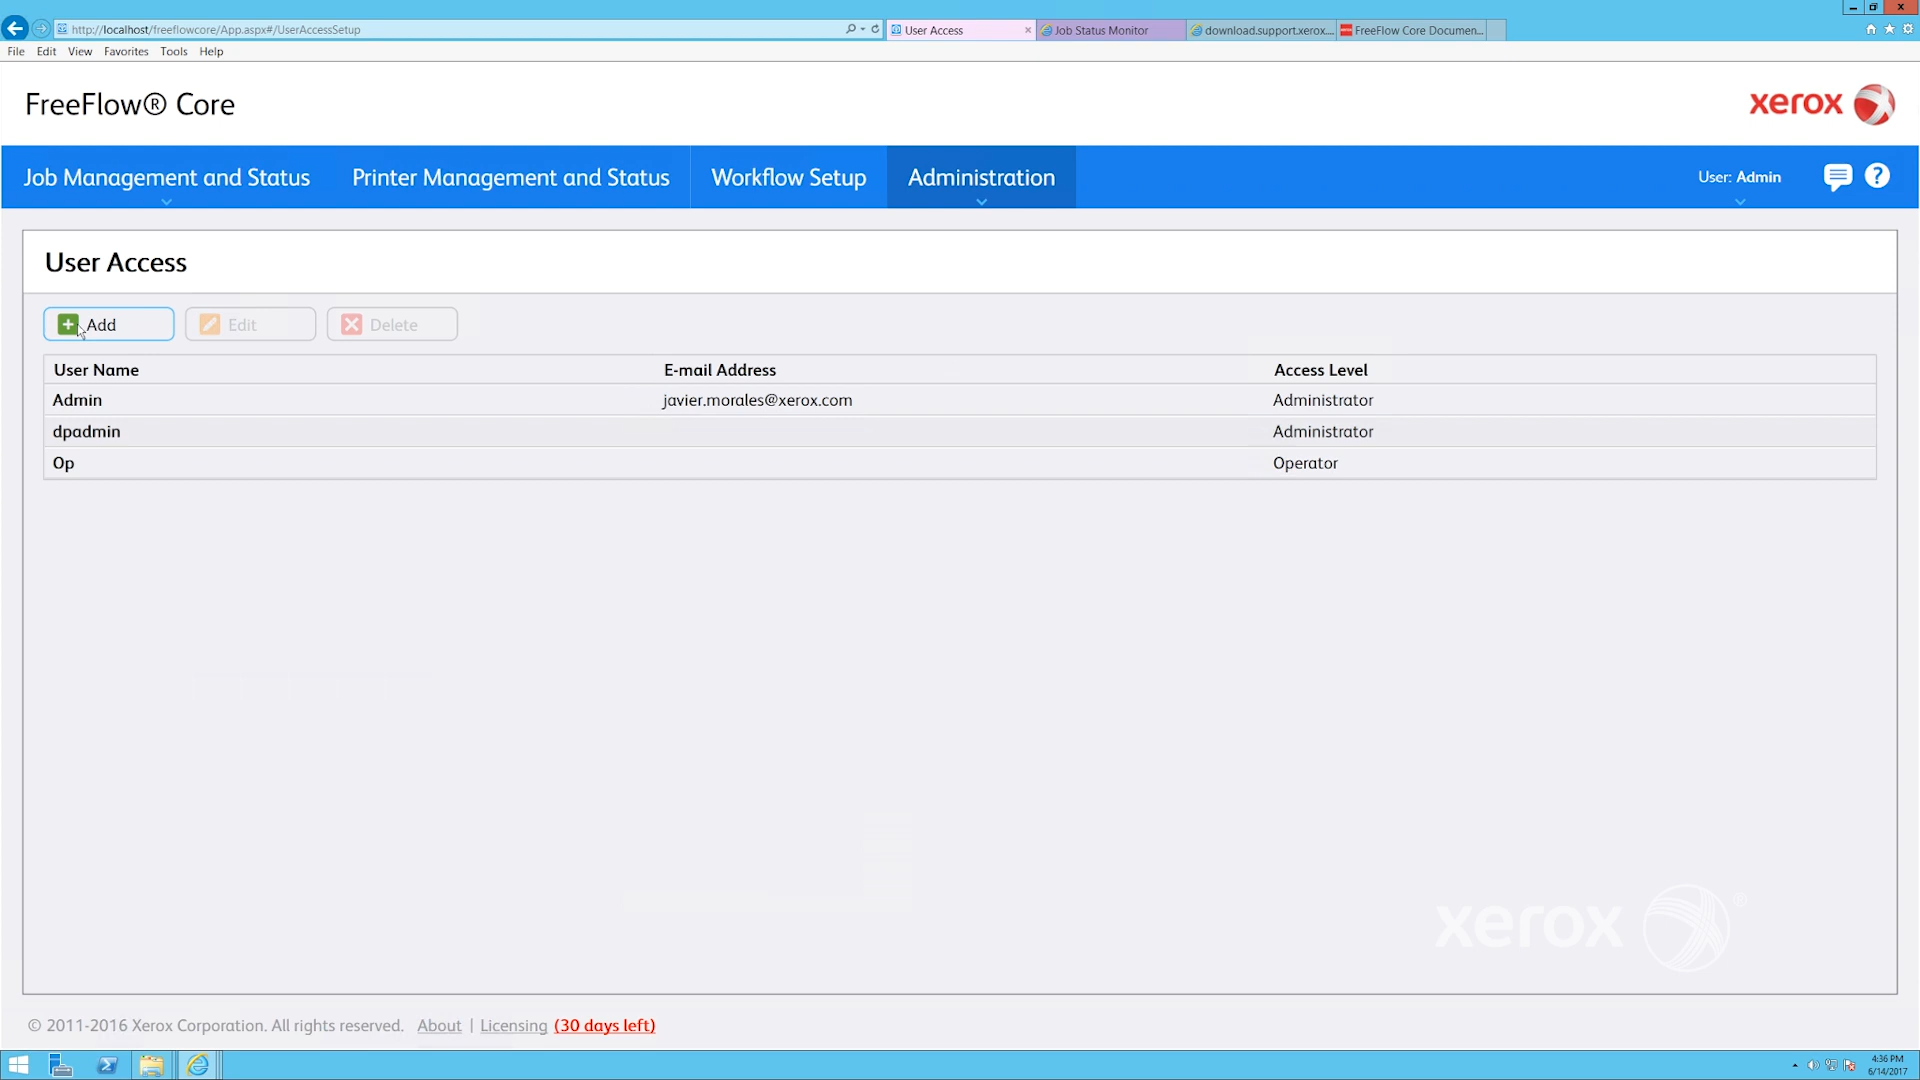 http://localhost/freeflowcore/App.aspx#/UserAccessSetup
User Access
Job Status Monitor
download.support.xerox....
FreeFlow Core Documen...
File Edit View Favorites Tools Help
FreeFlow® Core
xerox
Job Management and Status
Printer Management and Status
Workflow Setup
Administration
User: Admin
?
User Access
Add
Edit
Delete
User Name E-mail Address Access Level
Admin javier.morales@xerox.com Administrator
dpadmin Administrator
Op Operator
xerox ®
© 2011-2016 Xerox Corporation. All rights reserved. About | Licensing (30 days left)
4:36 PM
6/14/2017